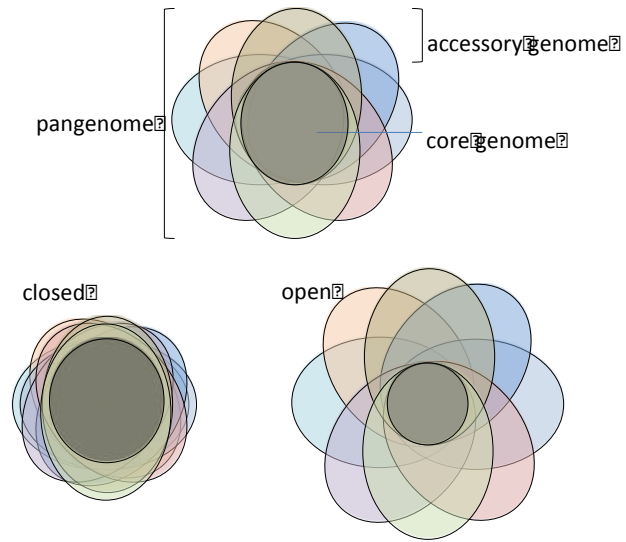 accessory genome
pangenome
core genome
closed
open